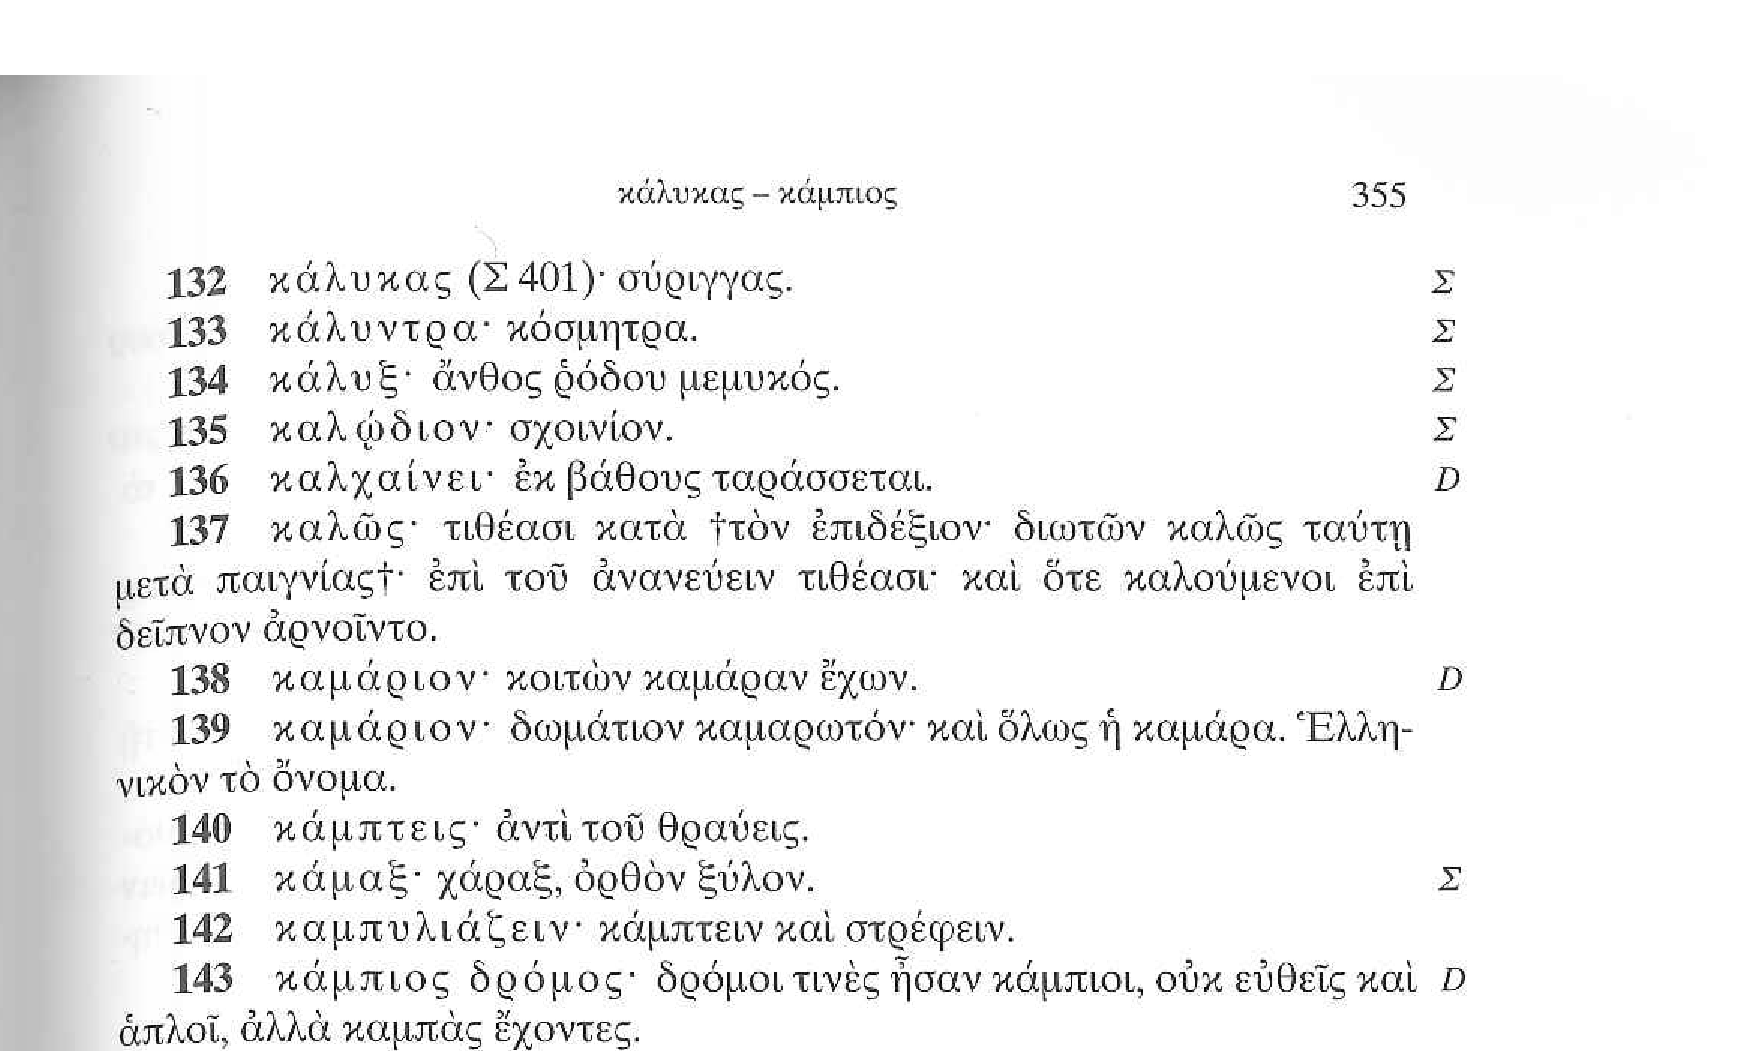 κάλυκας – κάμπιος 355
132 κάλυκας (Σ 401)· σύριγγας. Σ
133 κάλυντρα· κόσμητρα. Σ
134 κάλυξ· ἄνθος ῥόδου μεμυκός. Σ
135 καλῴδιον· σχοινίον. Σ
136 καλχαίνει· ἐκ βάθους ταράσσεται. D
137 καλῶς· τιθέασι κατὰ †τὸν ἐπιδέξιον· διωτῶν καλῶς ταύτῃ
μετὰ παιγνίας†· ἐπὶ τοῦ ἀνανεύειν τιθέασι· καὶ ὅτε καλούμενοι ἐπὶ
δεῖπνον ἀρνοῖντο.
138 καμάριον· κοιτὼν καμάραν ἔχων. D
139 καμάριον· δωμάτιον καμαρωτόν· καὶ ὅλως ἡ καμάρα. Ἑλλη-
νικὸν τὸ ὄνομα.
140 κάμπτεις· ἀντὶ τοῦ θραύεις.
141 κάμαξ· χάραξ, ὀρθὸν ξύλον. Σ
142 καμπυλιάζειν· κάμπτειν καὶ στρέφειν.
143 κάμπιος δρόμος· δρόμοι τινὲς ἦσαν κάμπιοι, οὐκ εὐθεῖς καὶ D
ἁπλοῖ, ἀλλὰ καμπὰς ἔχοντες.